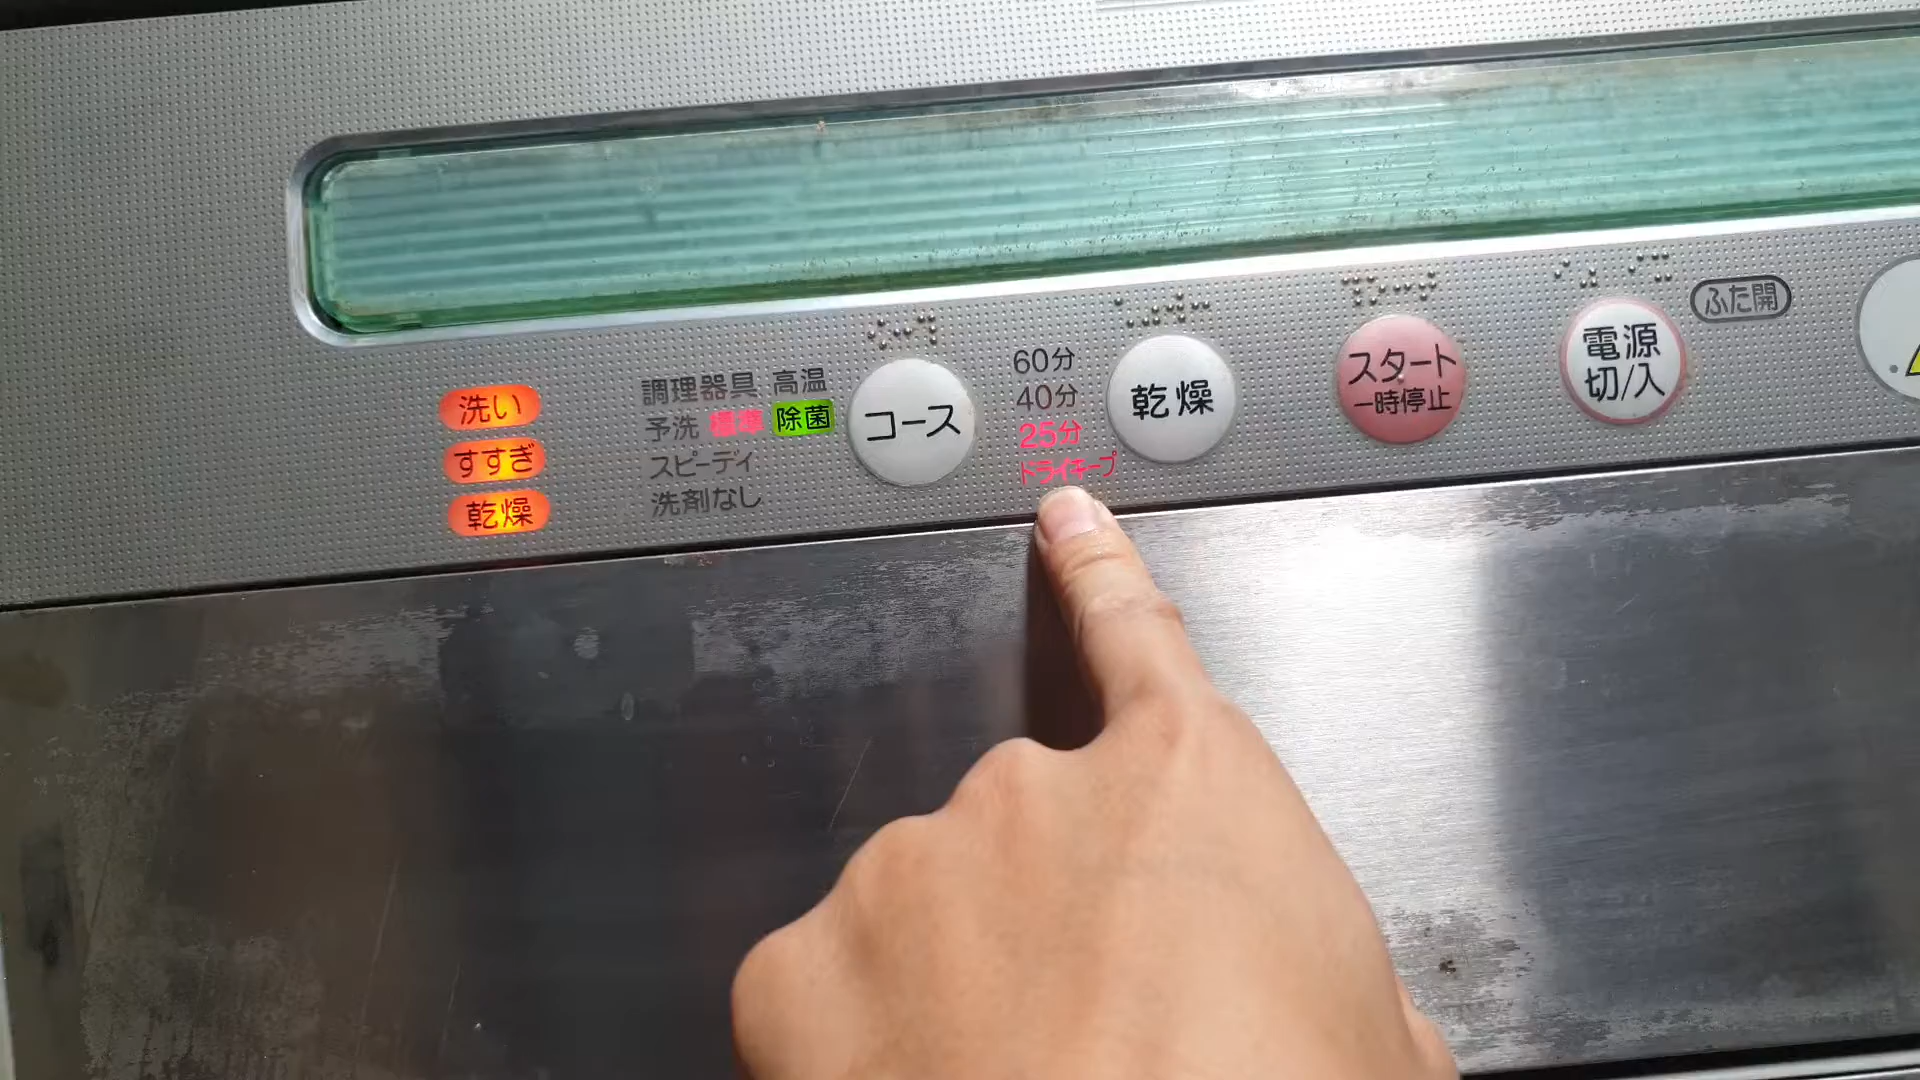 洗い
すすぎ
乾燥
調理器具 高温
予洗 標準 除菌
スピーディ
洗剤なし
コース
60分
40分
25分
ドライキープ
乾燥
スタート
一時停止
電源
切/入
ふた開